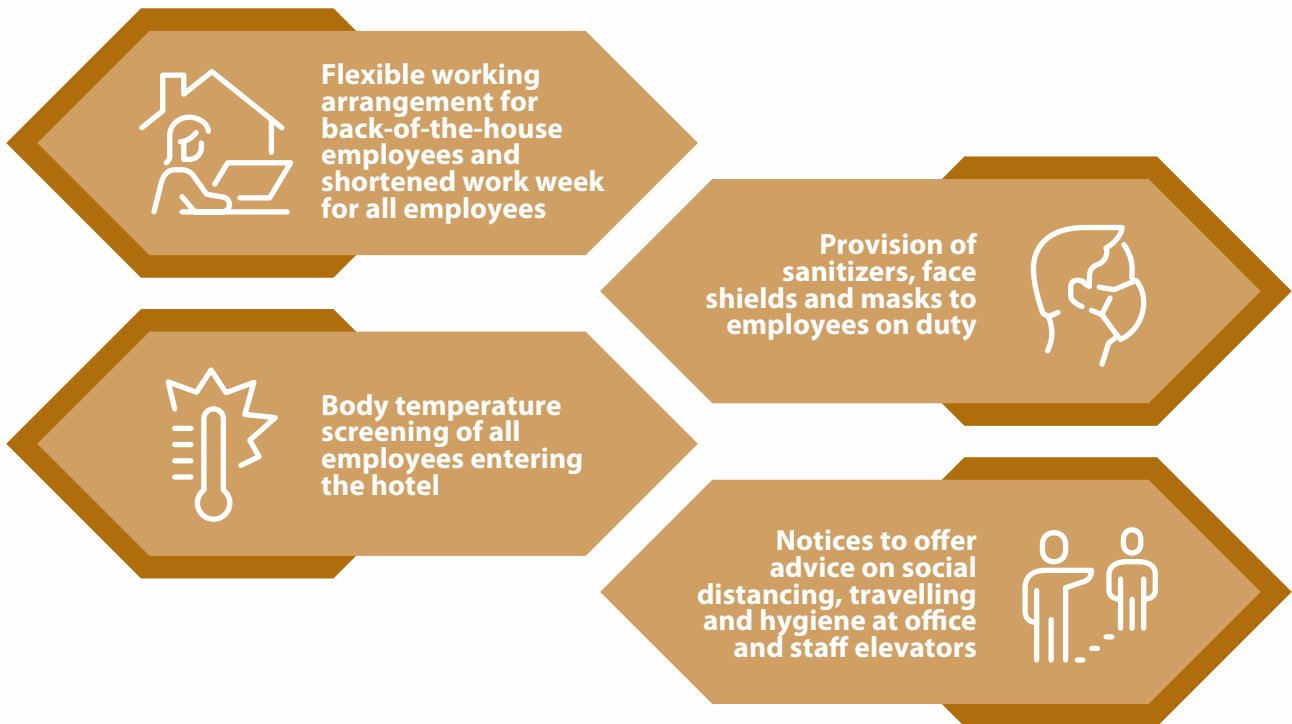 Flexible working
arrangement for
back-of-the-house
employees and
shortened work week
for all employees
Provision of
sanitizers, face
shields and masks to
employees on duty
Body temperature
screening of all
employees entering
the hotel
Notices to offer
advice on social
distancing, travelling
and hygiene at office
and staff elevators